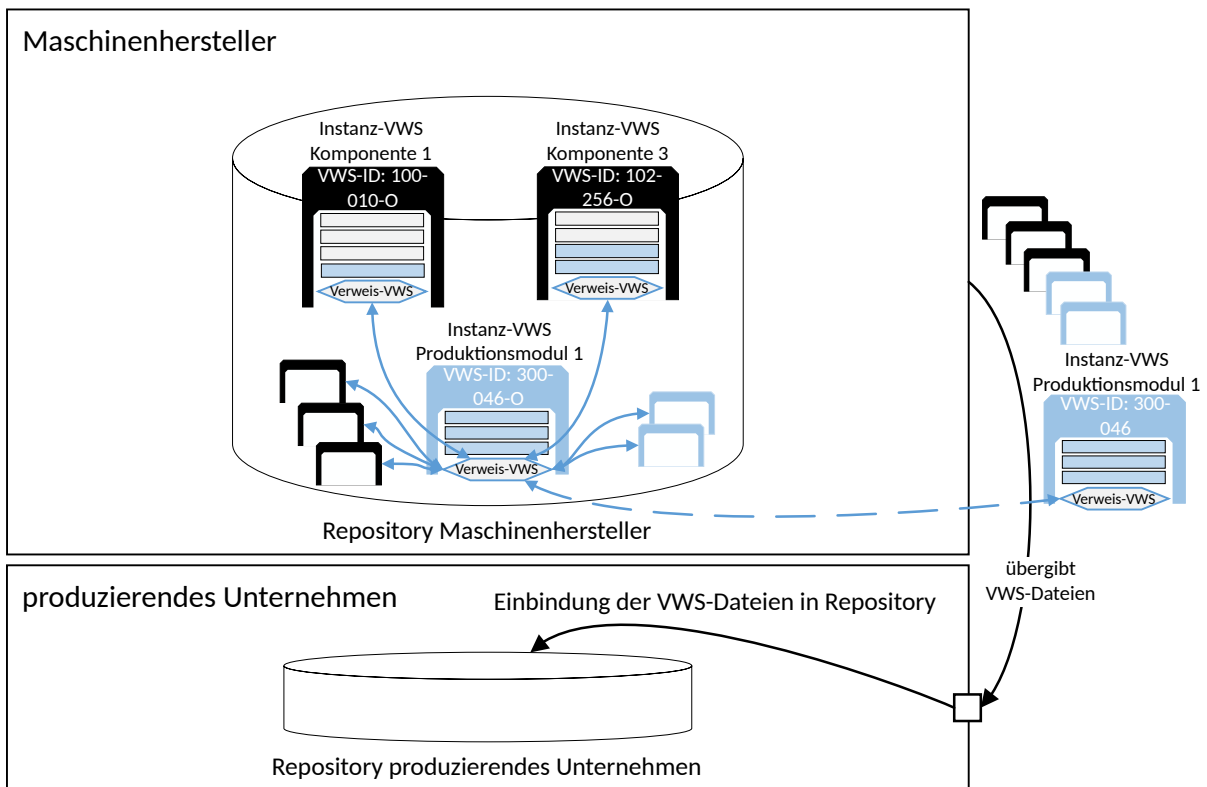 Maschinenhersteller
Instanz-VWS
Komponente 1
VWS-ID: 100-
010-O
Verweis-VWS
Instanz-VWS
Komponente 3
VWS-ID: 102-
256-O
Verweis-VWS
Instanz-VWS
Produktionsmodul 1
VWS-ID: 300-
046-O
Verweis-VWS
Repository Maschinenhersteller
Instanz-VWS
Produktionsmodul 1
VWS-ID: 300-
046
Verweis-VWS
übergibt
VWS-Dateien
produzierendes Unternehmen
Einbindung der VWS-Dateien in Repository
Repository produzierendes Unternehmen